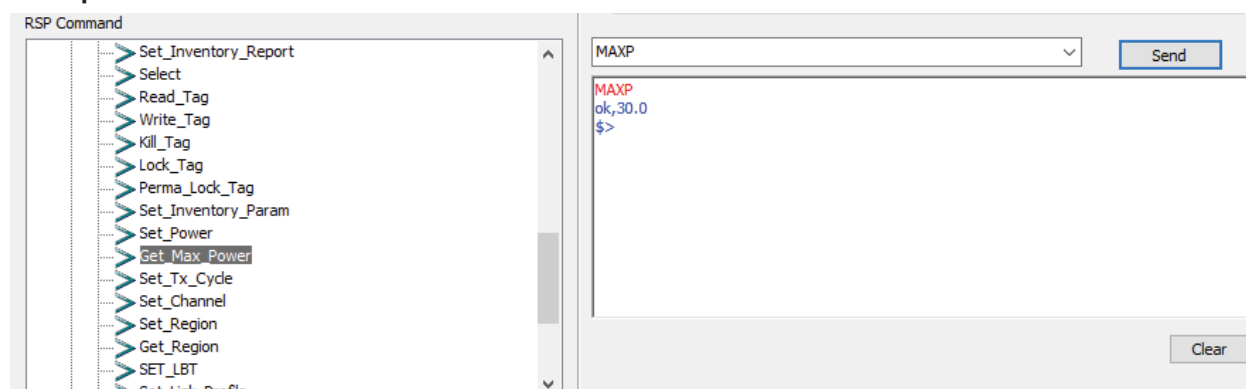 RSP Command
Set_Inventory_Report
Select
Read_Tag
Write_Tag
Kill_Tag
Lock_Tag
Perma_Lock_Tag
Set_Inventory_Param
Set_Power
Get_Max_Power
Set_Tx_Cycle
Set_Channel
Set_Region
Get_Region
SET_LBT
MAXP
Send
MAXP
ok,30.0
$>
Clear